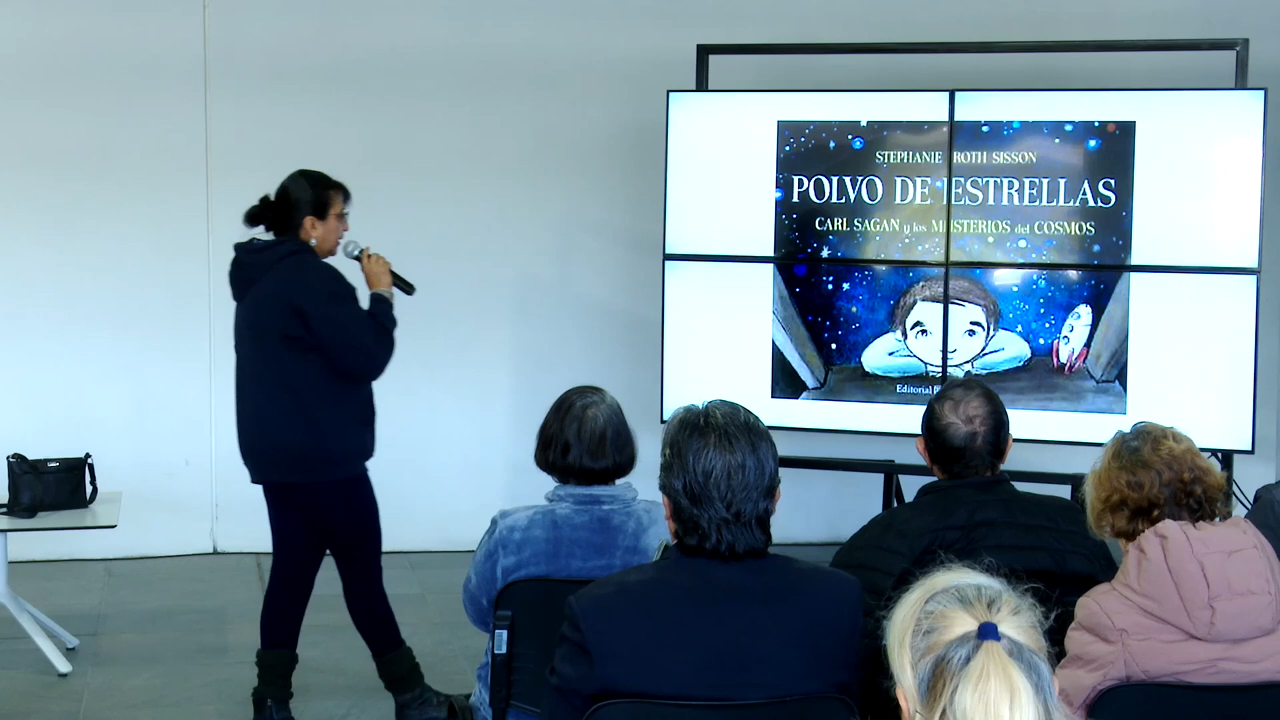 STEPHANIE ROTH SISSON
POLVO DE ESTRELLAS
CARL SAGAN y los MISTERIOS del COSMOS
Editorial